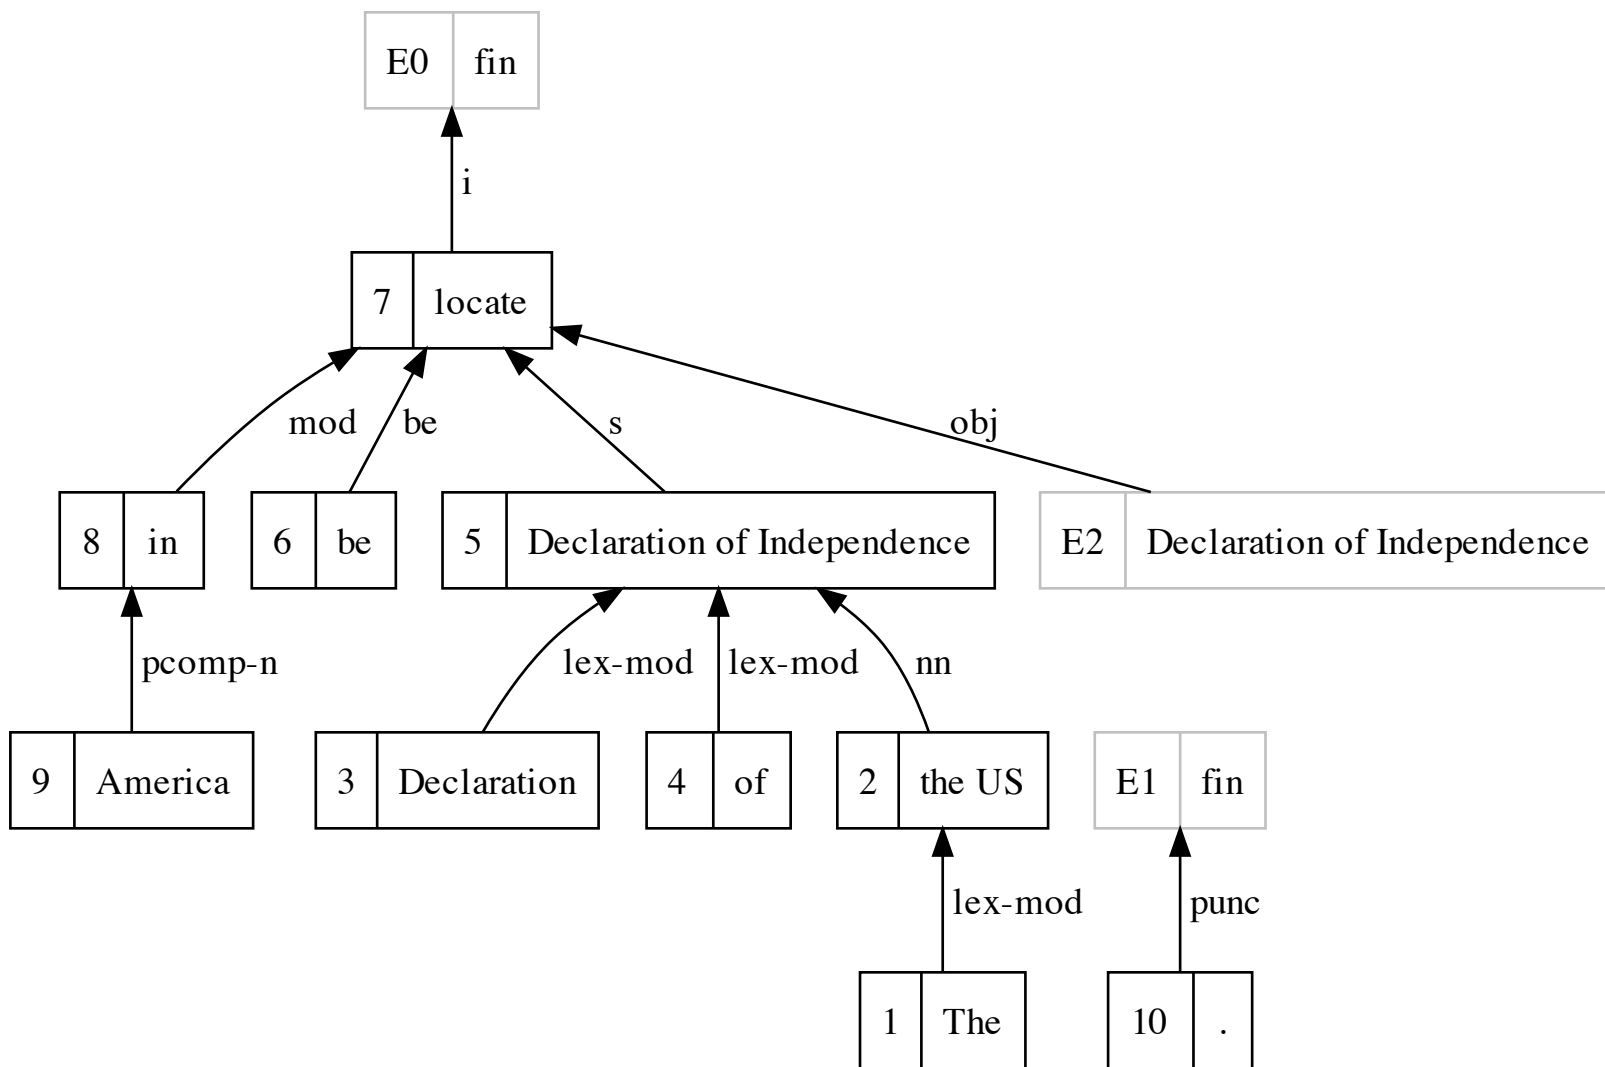 E0 fin
i
7 locate
mod be s obj
8 in 6 be 5 Declaration of Independence E2 Declaration of Independence
pcomp-n lex-mod lex-mod nn
9 America 3 Declaration 4 of 2 the US E1 fin
lex-mod punc
1 The 10 .